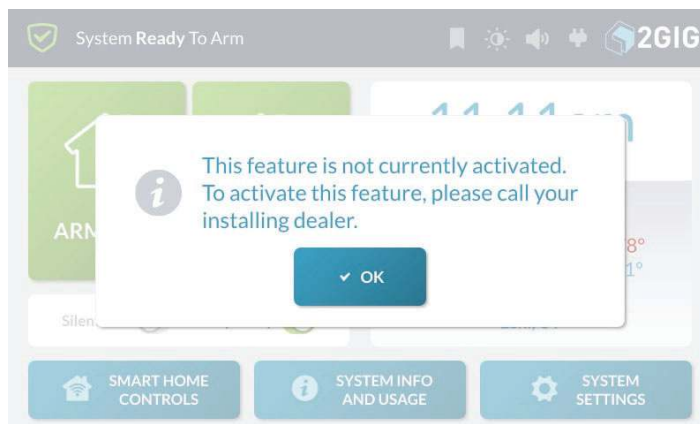 System Ready To Arm
2GIG
This feature is not currently activated.
To activate this feature, please call your
installing dealer.
OK
SMART HOME
CONTROLS
SYSTEM INFO
AND USAGE
SYSTEM
SETTINGS